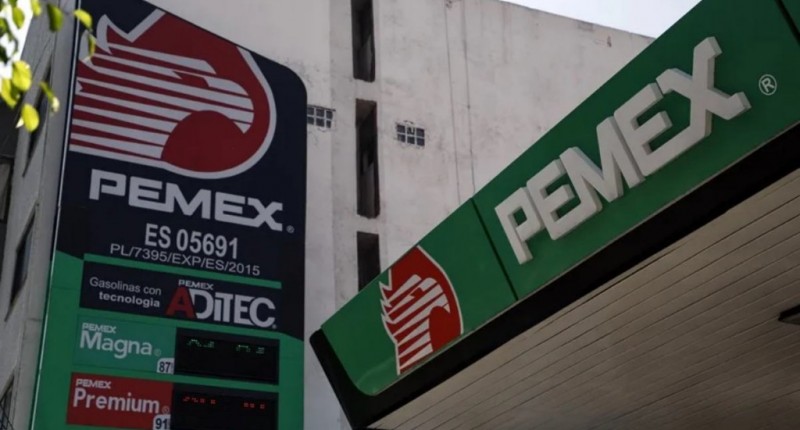 PEMEX®
ES 05691
PL/7395/EXP/ES/2015
Gasolinas con
tecnología
PEMEX
ADITEC
PEMEX
Magna
87
PEMEX
Premium
91
PEMEX®